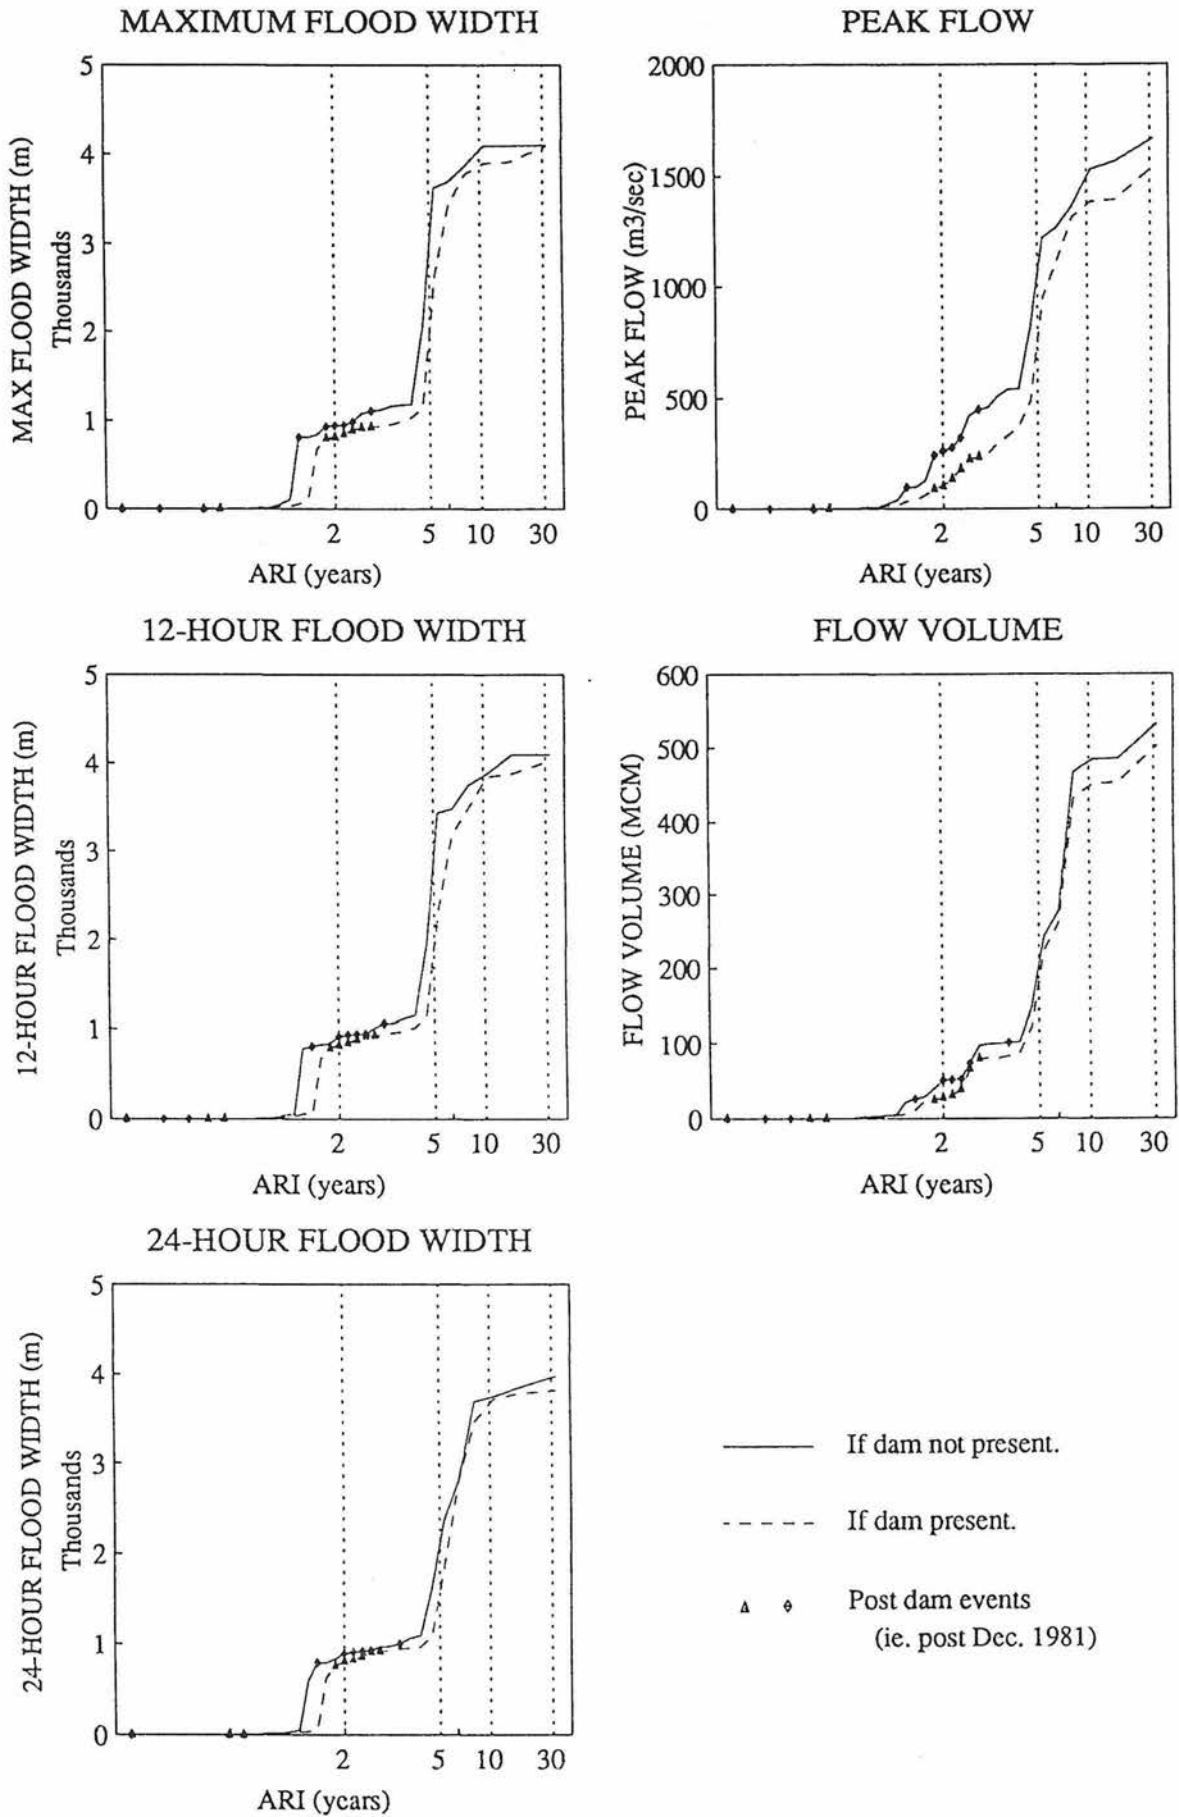 MAXIMUM FLOOD WIDTH
MAX FLOOD WIDTH (m)
Thousands
5
4
3
2
1
0
2 5 10 30
ARI (years)
PEAK FLOW
PEAK FLOW (m3/sec)
2000
1500
1000
500
0
2 5 10 30
ARI (years)
12-HOUR FLOOD WIDTH
12-HOUR FLOOD WIDTH (m)
Thousands
5
4
3
2
1
0
2 5 10 30
ARI (years)
FLOW VOLUME
FLOW VOLUME (MCM)
600
500
400
300
200
100
0
2 5 10 30
ARI (years)
24-HOUR FLOOD WIDTH
24-HOUR FLOOD WIDTH (m)
Thousands
5
4
3
2
1
0
2 5 10 30
ARI (years)
If dam not present.
If dam present.
Post dam events
(ie. post Dec. 1981)